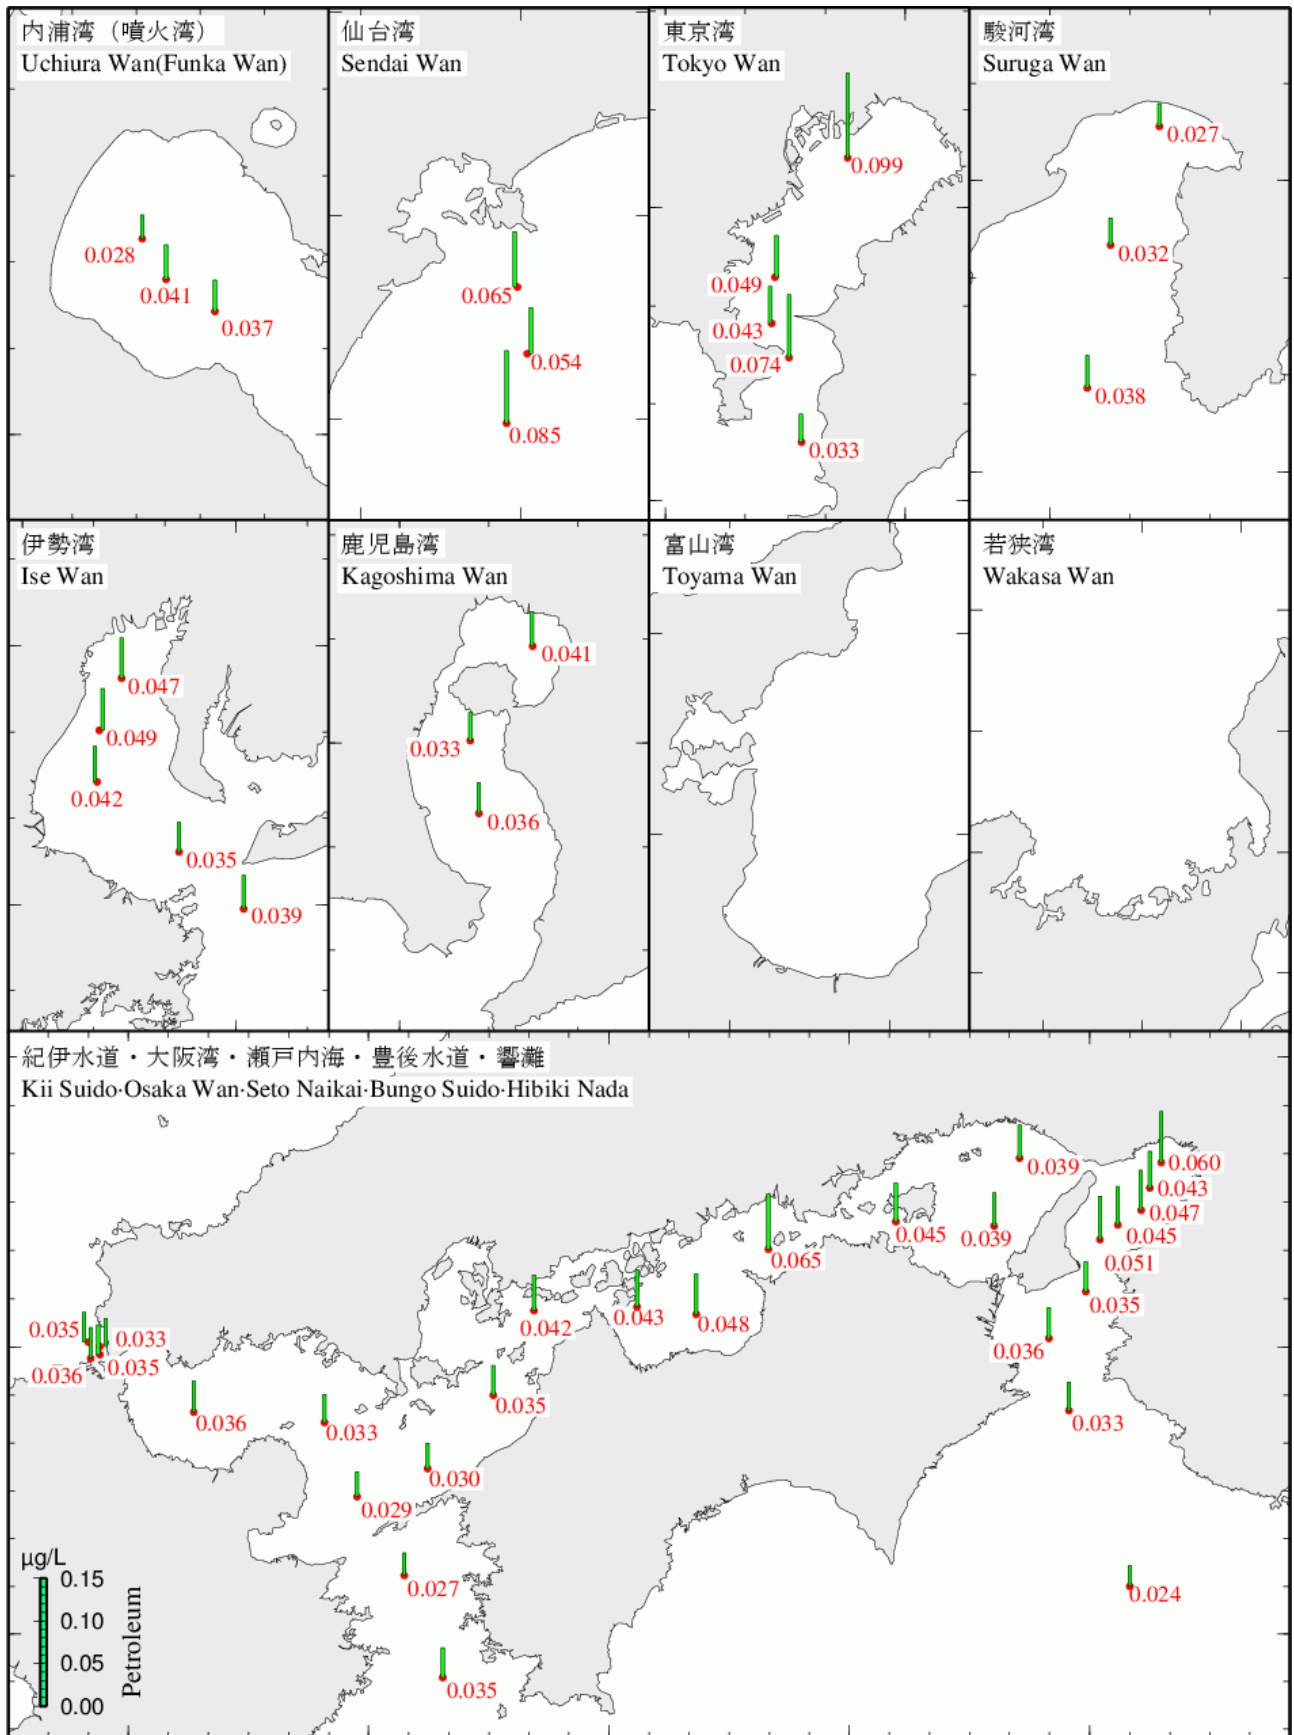 内浦湾（噴火湾）
Uchiura Wan(Funka Wan)
0.028
0.041
0.037
仙台湾
Sendai Wan
0.065
0.054
0.085
東京湾
Tokyo Wan
0.099
0.049
0.043
0.074
0.033
駿河湾
Suruga Wan
0.027
0.032
0.038
伊勢湾
Ise Wan
0.047
0.049
0.042
0.035
0.039
鹿児島湾
Kagoshima Wan
0.041
0.033
0.036
富山湾
Toyama Wan
若狭湾
Wakasa Wan
紀伊水道・大阪湾・瀬戸内海・豊後水道・響灘
Kii Suido·Osaka Wan·Seto Naikai·Bungo Suido·Hibiki Nada
0.039
0.060
0.043
0.047
0.045
0.039
0.045
0.065
0.051
0.035
0.043
0.048
0.042
0.036
0.035
0.033
0.036
0.035
0.035
0.036
0.033
0.033
0.030
0.029
0.027
0.024
0.035
µg/L
0.15
0.10
0.05
0.00
Petroleum